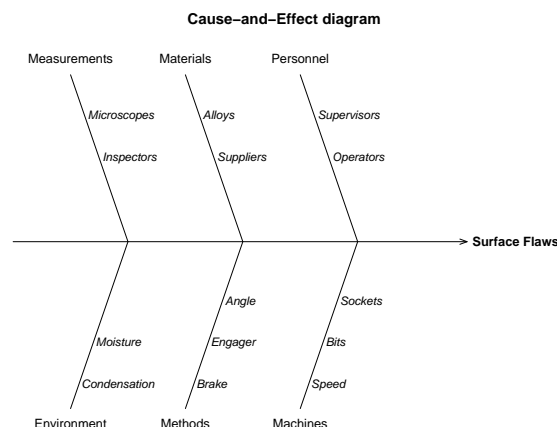 Cause–and–Effect diagram
Measurements
Materials
Personnel
Microscopes
Alloys
Supervisors
Inspectors
Suppliers
Operators
Surface Flaws
Angle
Sockets
Moisture
Engager
Bits
Condensation
Brake
Speed
Environment
Methods
Machines